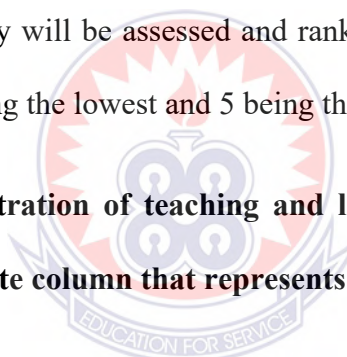 y will be assessed and rank
g the lowest and 5 being th
tration of teaching and l
te column that represents
EDUCATION FOR SERVICE